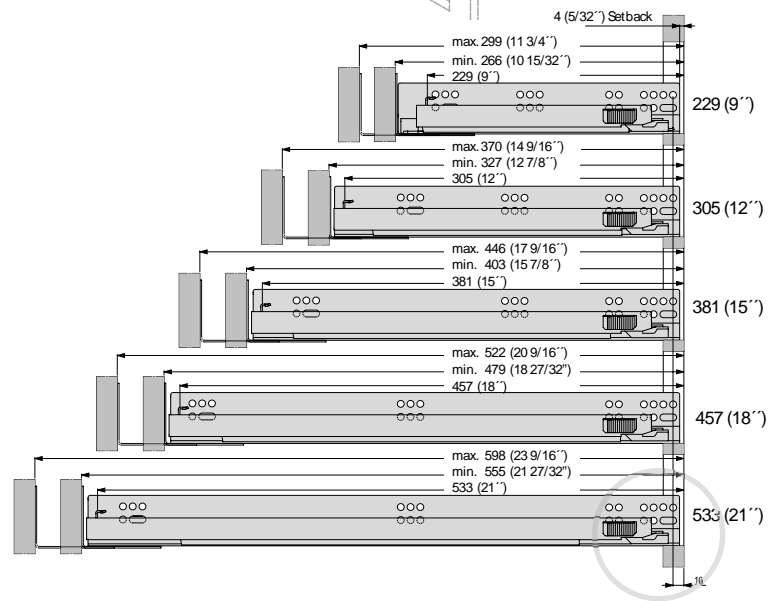 4 (5/32´´) Setback
max. 299 (11 3/4´´)
min. 266 (10 15/32´´)
229 (9´´)
229 (9´´)
max. 370 (14 9/16´´)
min. 327 (12 7/8´´)
305 (12´´)
305 (12´´)
max. 446 (17 9/16´´)
min. 403 (15 7/8´´)
381 (15´´)
381 (15´´)
max. 522 (20 9/16´´)
min. 479 (18 27/32")
457 (18´´)
457 (18´´)
max. 598 (23 9/16´´)
min. 555 (21 27/32")
533 (21´´)
533 (21´´)
16